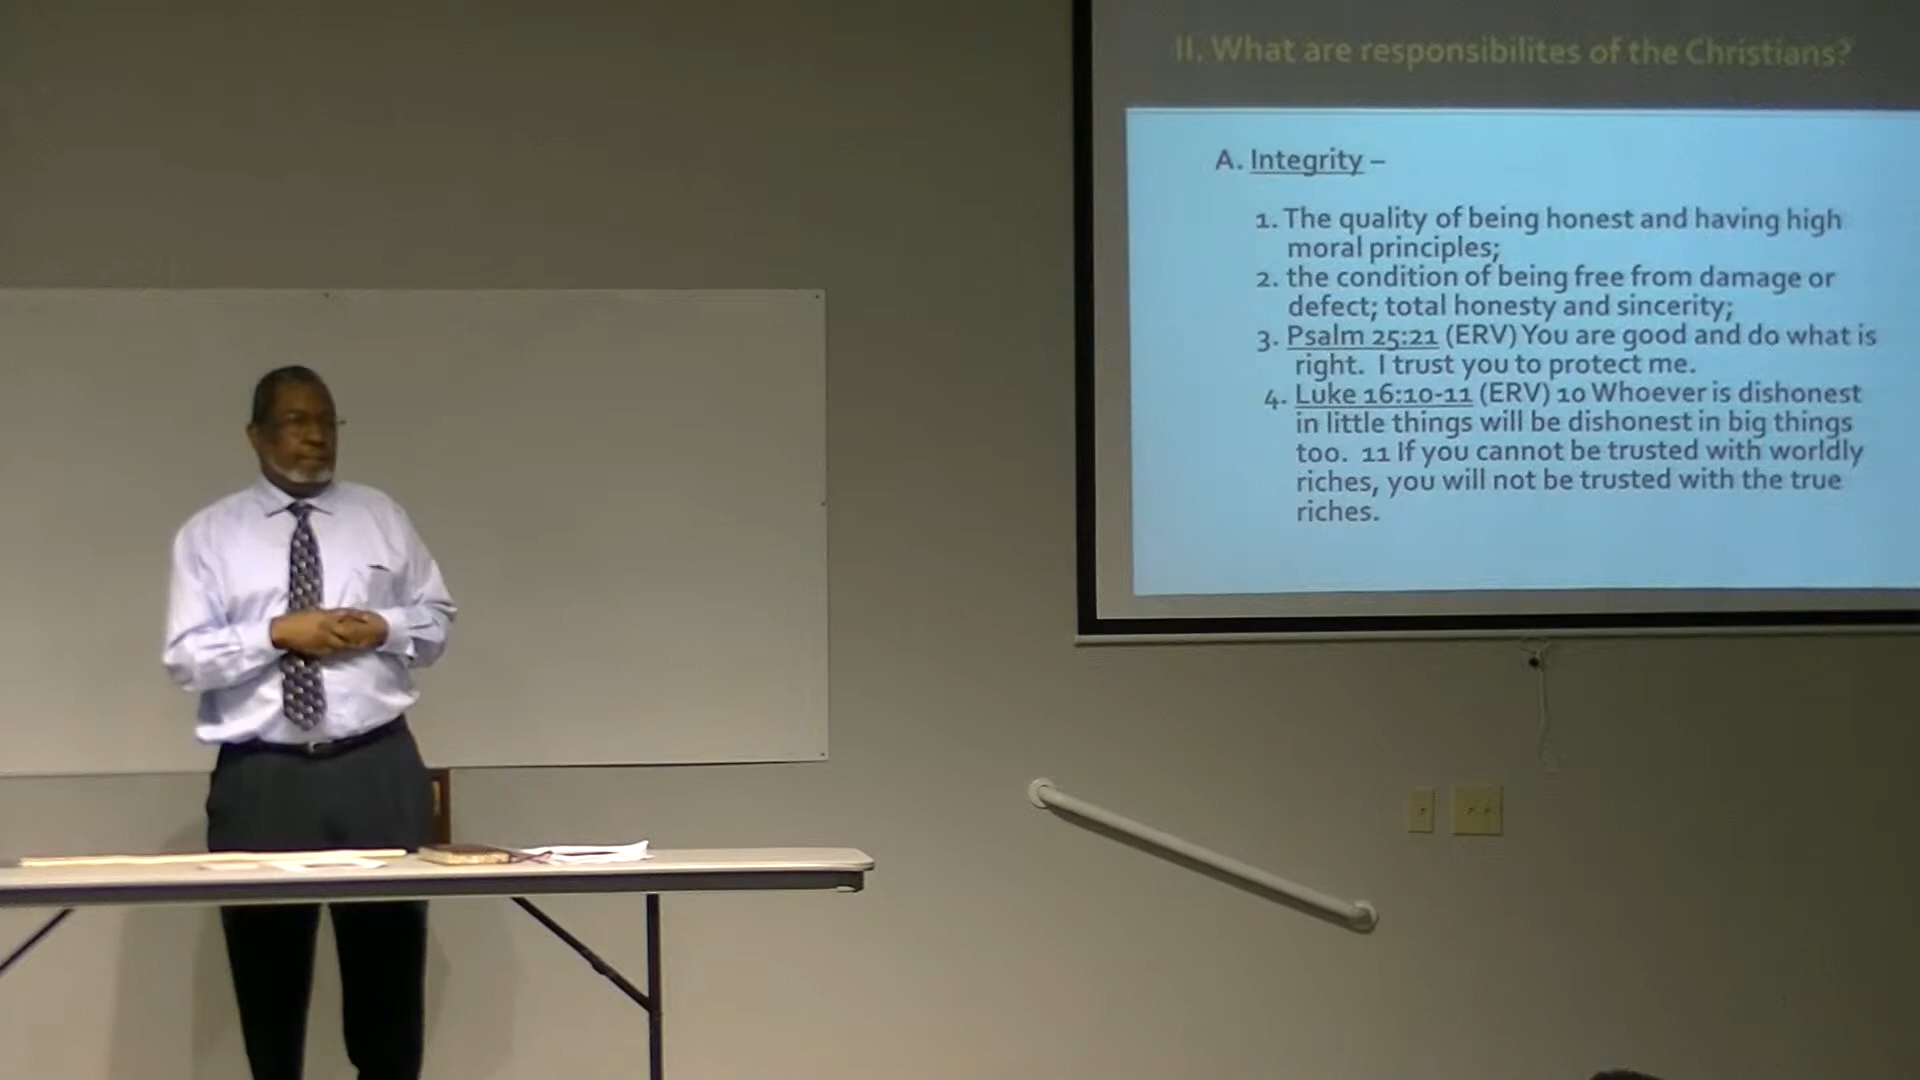 II. What are responsibilites of the Christians?
A. Integrity –
1. The quality of being honest and having high
moral principles;
2. the condition of being free from damage or
defect; total honesty and sincerity;
3. Psalm 25:21 (ERV) You are good and do what is
right. I trust you to protect me.
4. Luke 16:10-11 (ERV) 10 Whoever is dishonest
in little things will be dishonest in big things
too. 11 If you cannot be trusted with worldly
riches, you will not be trusted with the true
riches.